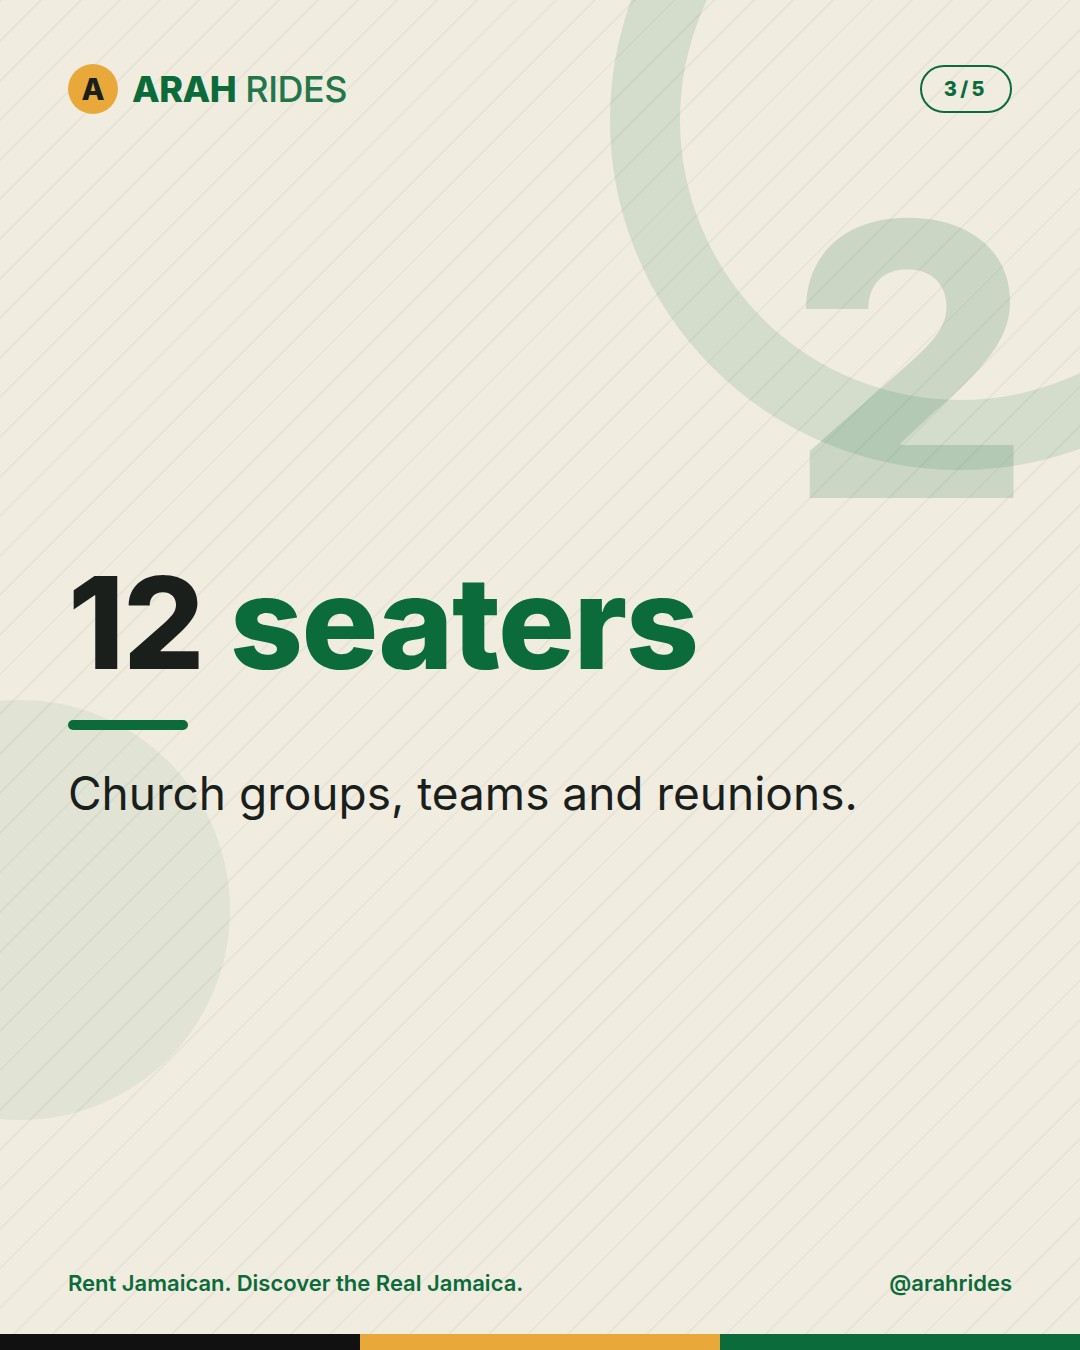 A ARAH RIDES
3/5
2
12 seaters
Church groups, teams and reunions.
Rent Jamaican. Discover the Real Jamaica.
@arahrides